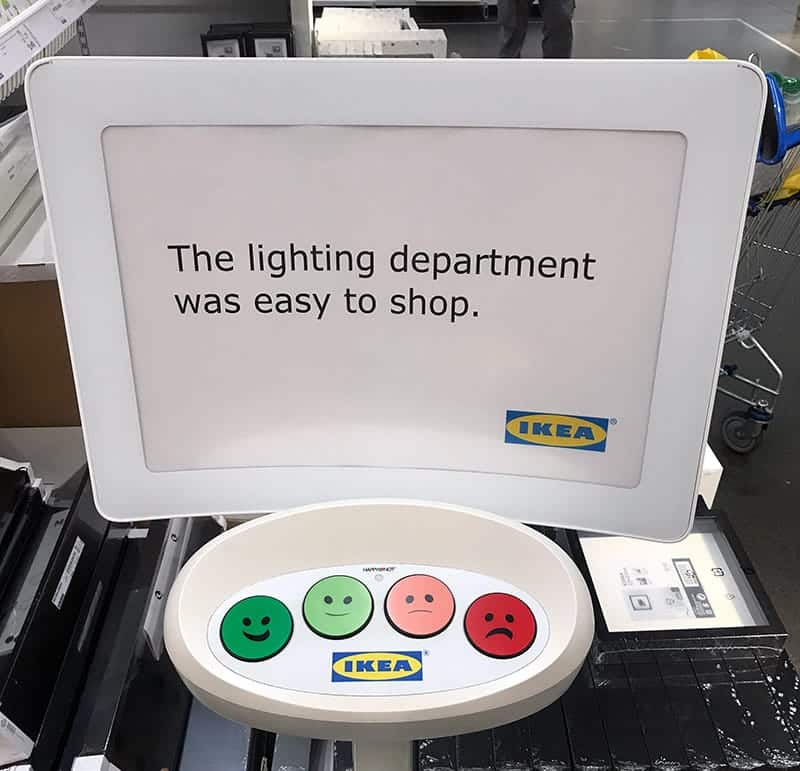 The lighting department
was easy to shop.
IKEA®
HAPPYORNOT
IKEA®